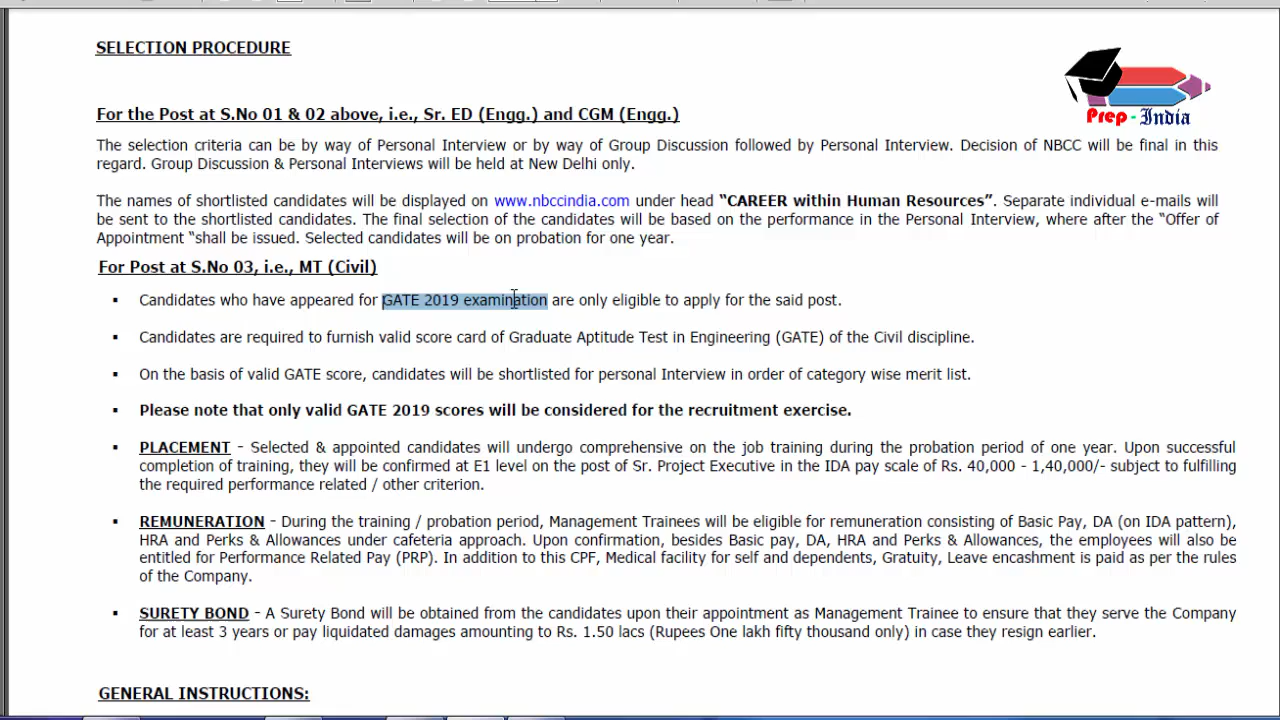 SELECTION PROCEDURE
Prep - India
For the Post at S.No 01 & 02 above, i.e., Sr. ED (Engg.) and CGM (Engg.)
The selection criteria can be by way of Personal Interview or by way of Group Discussion followed by Personal Interview. Decision of NBCC will be final in this
regard. Group Discussion & Personal Interviews will be held at New Delhi only.
The names of shortlisted candidates will be displayed on www.nbccindia.com under head “CAREER within Human Resources”. Separate individual e-mails will
be sent to the shortlisted candidates. The final selection of the candidates will be based on the performance in the Personal Interview, where after the “Offer of
Appointment “shall be issued. Selected candidates will be on probation for one year.
For Post at S.No 03, i.e., MT (Civil)
▪ Candidates who have appeared for GATE 2019 examination are only eligible to apply for the said post.
▪ Candidates are required to furnish valid score card of Graduate Aptitude Test in Engineering (GATE) of the Civil discipline.
▪ On the basis of valid GATE score, candidates will be shortlisted for personal Interview in order of category wise merit list.
▪ Please note that only valid GATE 2019 scores will be considered for the recruitment exercise.
▪ PLACEMENT - Selected & appointed candidates will undergo comprehensive on the job training during the probation period of one year. Upon successful
completion of training, they will be confirmed at E1 level on the post of Sr. Project Executive in the IDA pay scale of Rs. 40,000 - 1,40,000/- subject to fulfilling
the required performance related / other criterion.
▪ REMUNERATION - During the training / probation period, Management Trainees will be eligible for remuneration consisting of Basic Pay, DA (on IDA pattern),
HRA and Perks & Allowances under cafeteria approach. Upon confirmation, besides Basic pay, DA, HRA and Perks & Allowances, the employees will also be
entitled for Performance Related Pay (PRP). In addition to this CPF, Medical facility for self and dependents, Gratuity, Leave encashment is paid as per the rules
of the Company.
▪ SURETY BOND - A Surety Bond will be obtained from the candidates upon their appointment as Management Trainee to ensure that they serve the Company
for at least 3 years or pay liquidated damages amounting to Rs. 1.50 lacs (Rupees One lakh fifty thousand only) in case they resign earlier.
GENERAL INSTRUCTIONS: